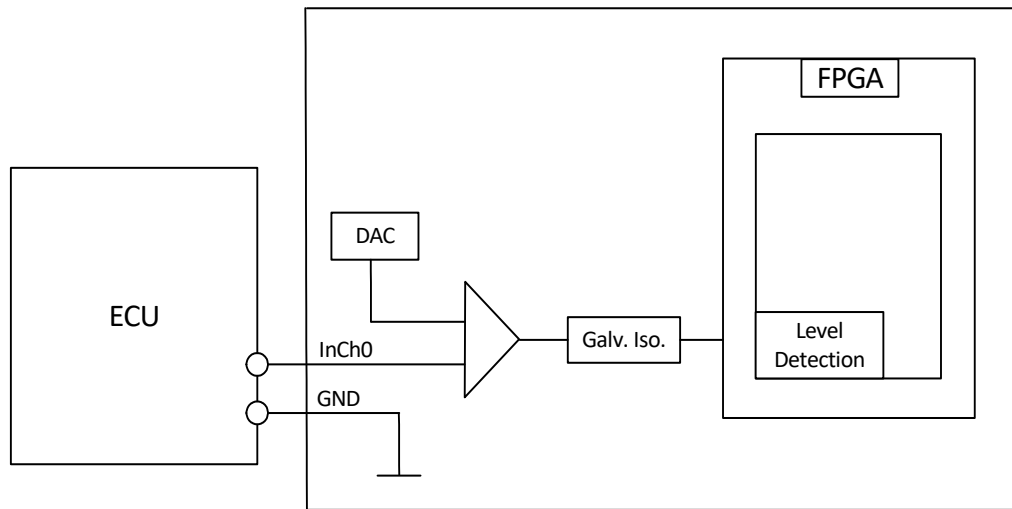 FPGA
DAC
ECU
InCh0
Galv. Iso.
Level
Detection
GND